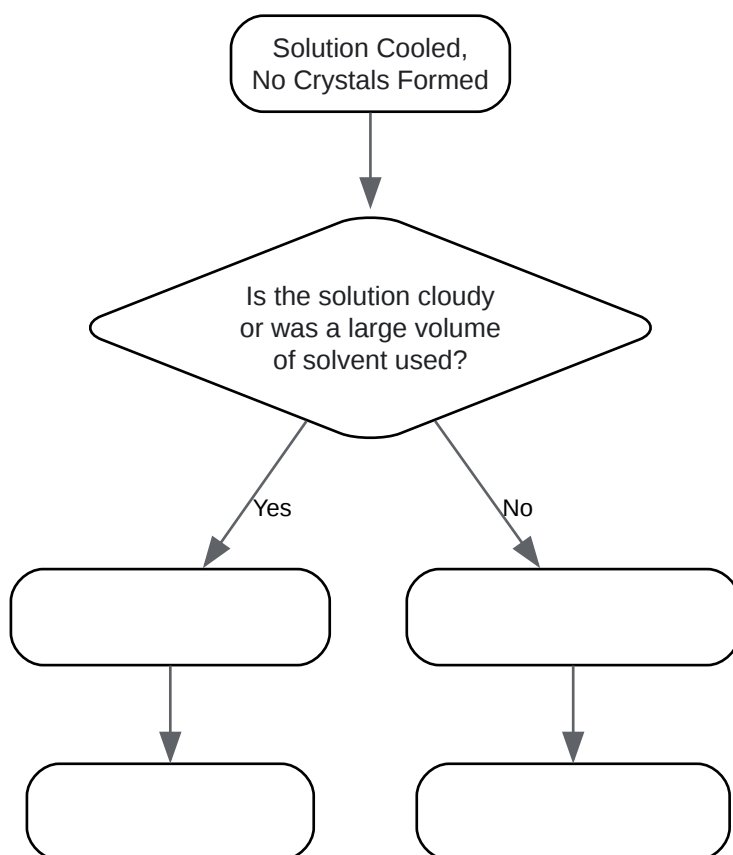 Solution Cooled,
No Crystals Formed
Is the solution cloudy
or was a large volume
of solvent used?
Yes
No